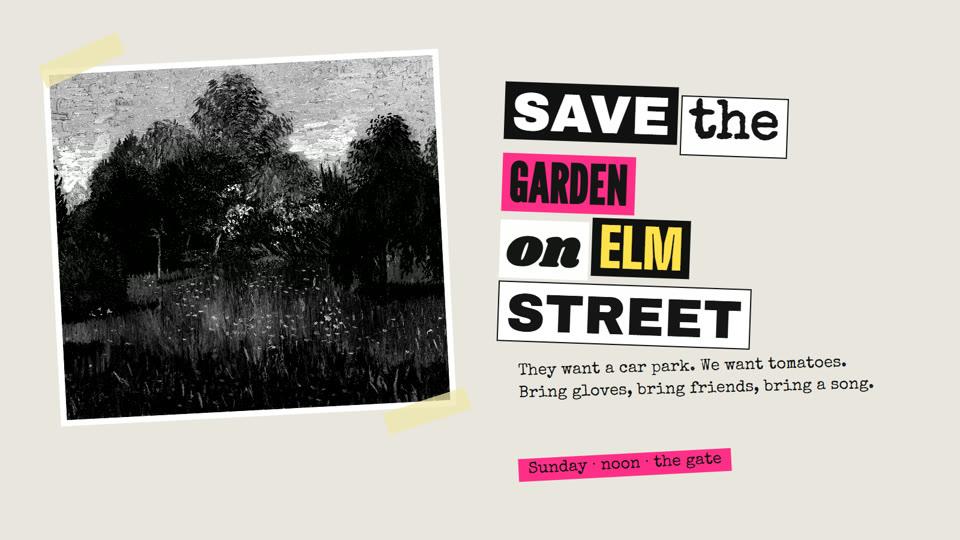 SAVE the
GARDEN
on ELM
STREET
They want a car park. We want tomatoes.
Bring gloves, bring friends, bring a song.
Sunday · noon · the gate